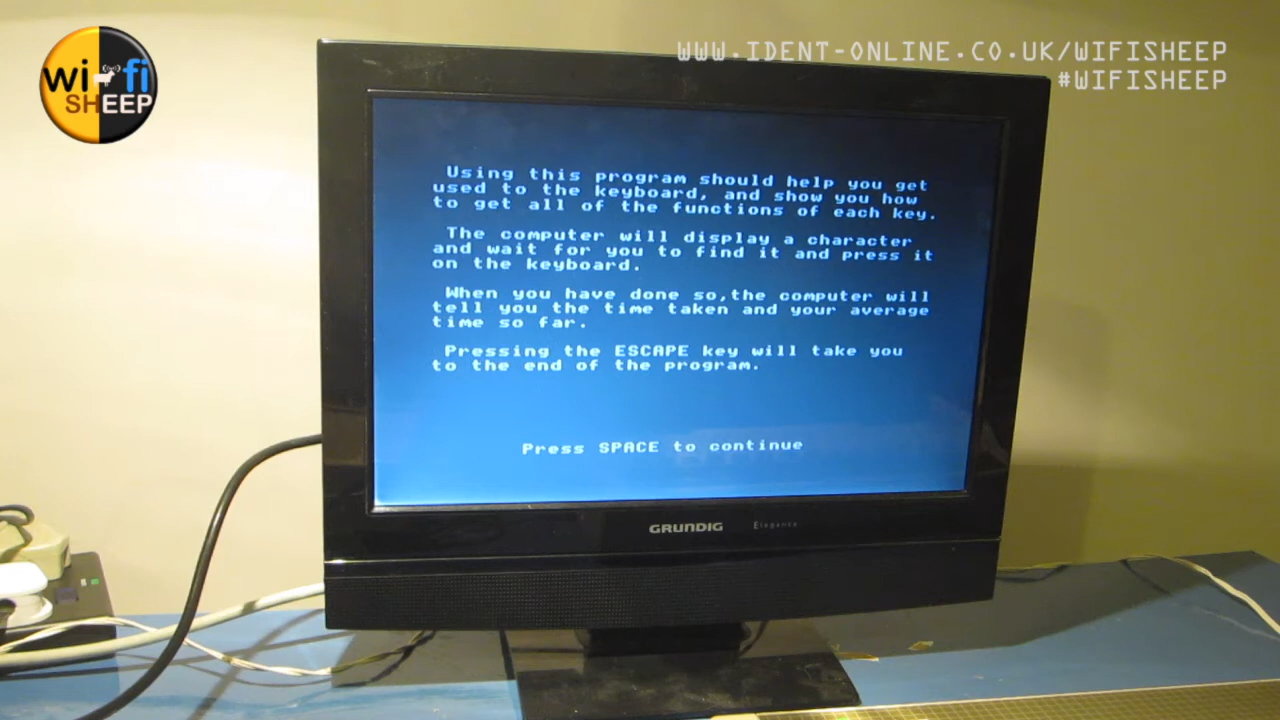 wi-fi
SHEEP
WWW.IDENT-ONLINE.CO.UK/WIFISHEEP
#WIFISHEEP
Using this program should help you get
used to the keyboard, and show you how
to get all of the functions of each key.
The computer will display a character
and wait for you to find it and press it
on the keyboard.
When you have done so,the computer will
tell you the time taken and your average
time so far.
Pressing the ESCAPE key will take you
to the end of the program.
Press SPACE to continue
GRUNDIG Elegance